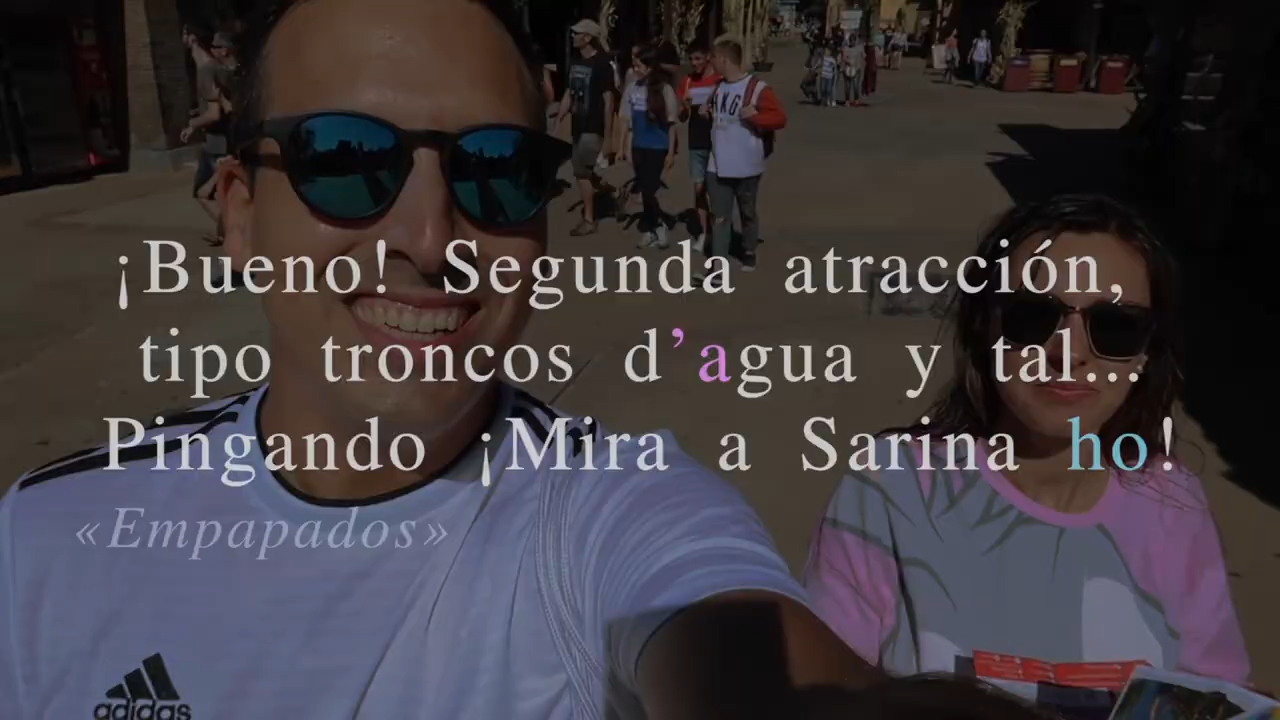 ¡Bueno! Segunda atracción,
tipo troncos d’agua y tal...
Pingando ¡Mira a Sarina ho!
«Empapados»
adidas